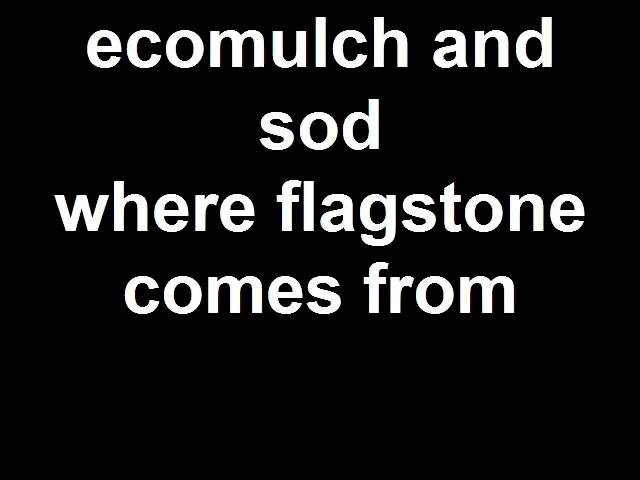 ecomulch and
sod
where flagstone
comes from